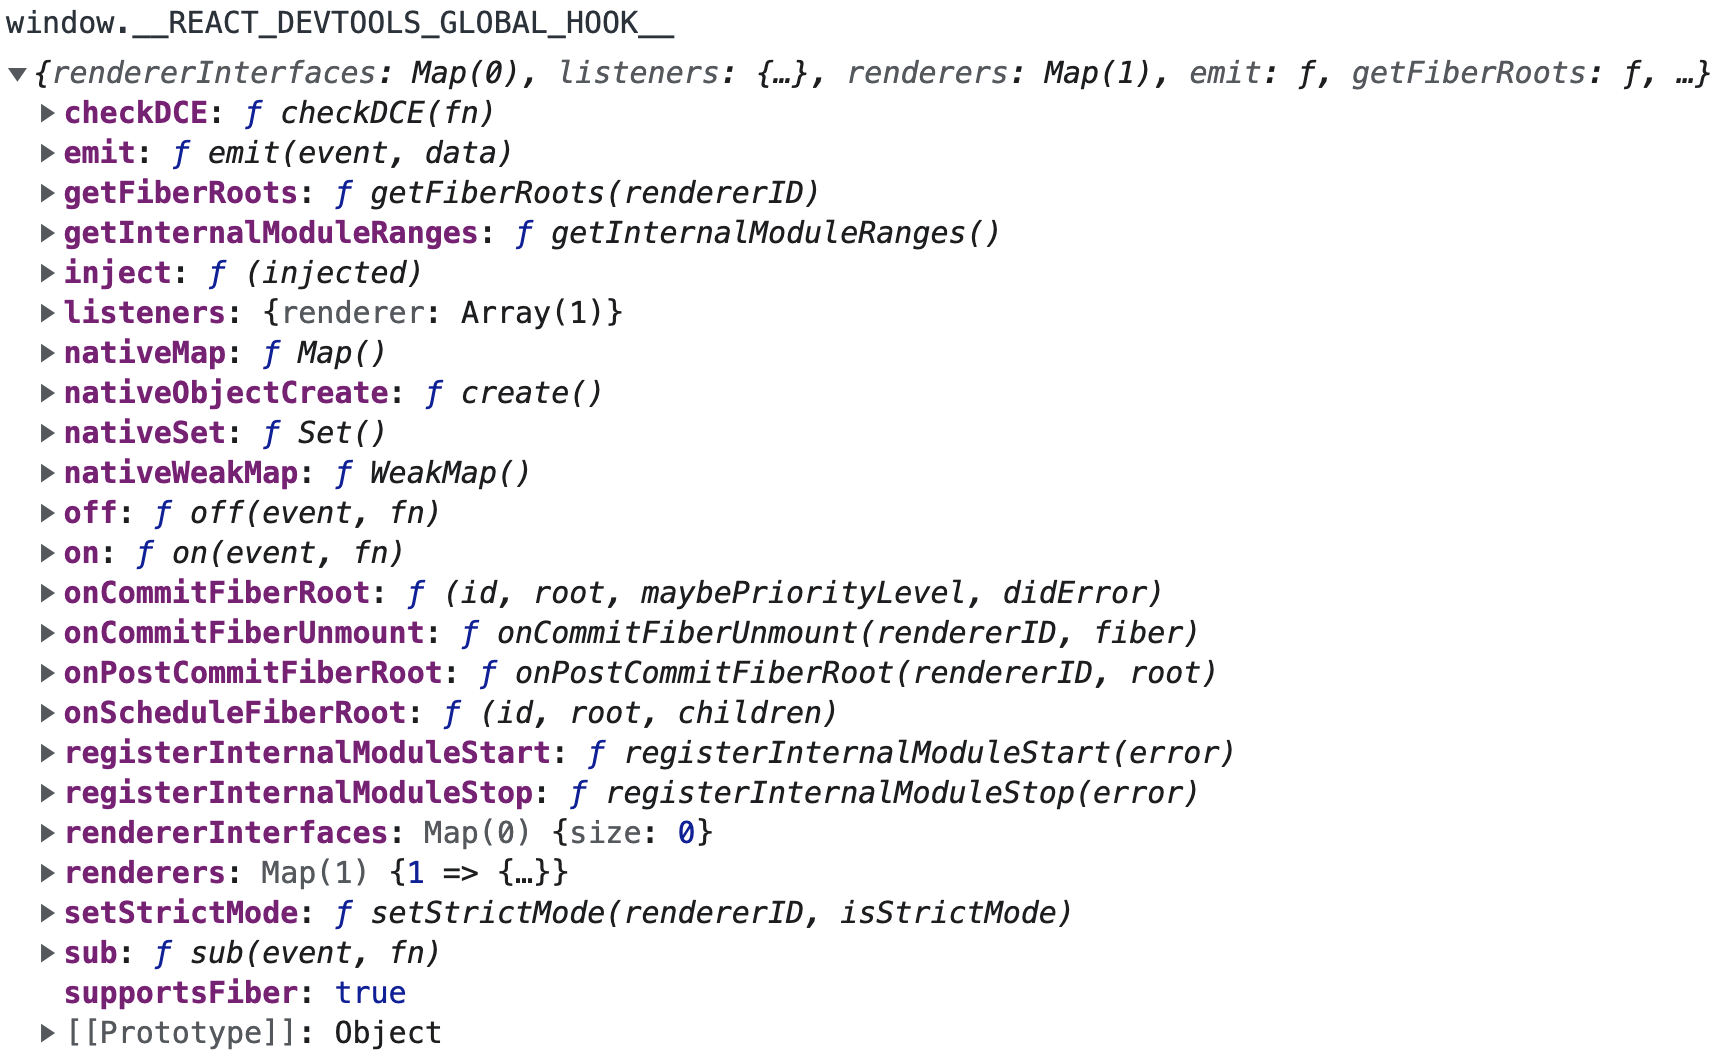 window.__REACT_DEVTOOLS_GLOBAL_HOOK__
{rendererInterfaces: Map(0), listeners: {…}, renderers: Map(1), emit: ƒ, getFiberRoots: ƒ, …}
checkDCE: ƒ checkDCE(fn)
emit: ƒ emit(event, data)
getFiberRoots: ƒ getFiberRoots(rendererID)
getInternalModuleRanges: ƒ getInternalModuleRanges()
inject: ƒ (injected)
listeners: {renderer: Array(1)}
nativeMap: ƒ Map()
nativeObjectCreate: ƒ create()
nativeSet: ƒ Set()
nativeWeakMap: ƒ WeakMap()
off: ƒ off(event, fn)
on: ƒ on(event, fn)
onCommitFiberRoot: ƒ (id, root, maybePriorityLevel, didError)
onCommitFiberUnmount: ƒ onCommitFiberUnmount(rendererID, fiber)
onPostCommitFiberRoot: ƒ onPostCommitFiberRoot(rendererID, root)
onScheduleFiberRoot: ƒ (id, root, children)
registerInternalModuleStart: ƒ registerInternalModuleStart(error)
registerInternalModuleStop: ƒ registerInternalModuleStop(error)
rendererInterfaces: Map(0) {size: 0}
renderers: Map(1) {1 => {…}}
setStrictMode: ƒ setStrictMode(rendererID, isStrictMode)
sub: ƒ sub(event, fn)
supportsFiber: true
[[Prototype]]: Object